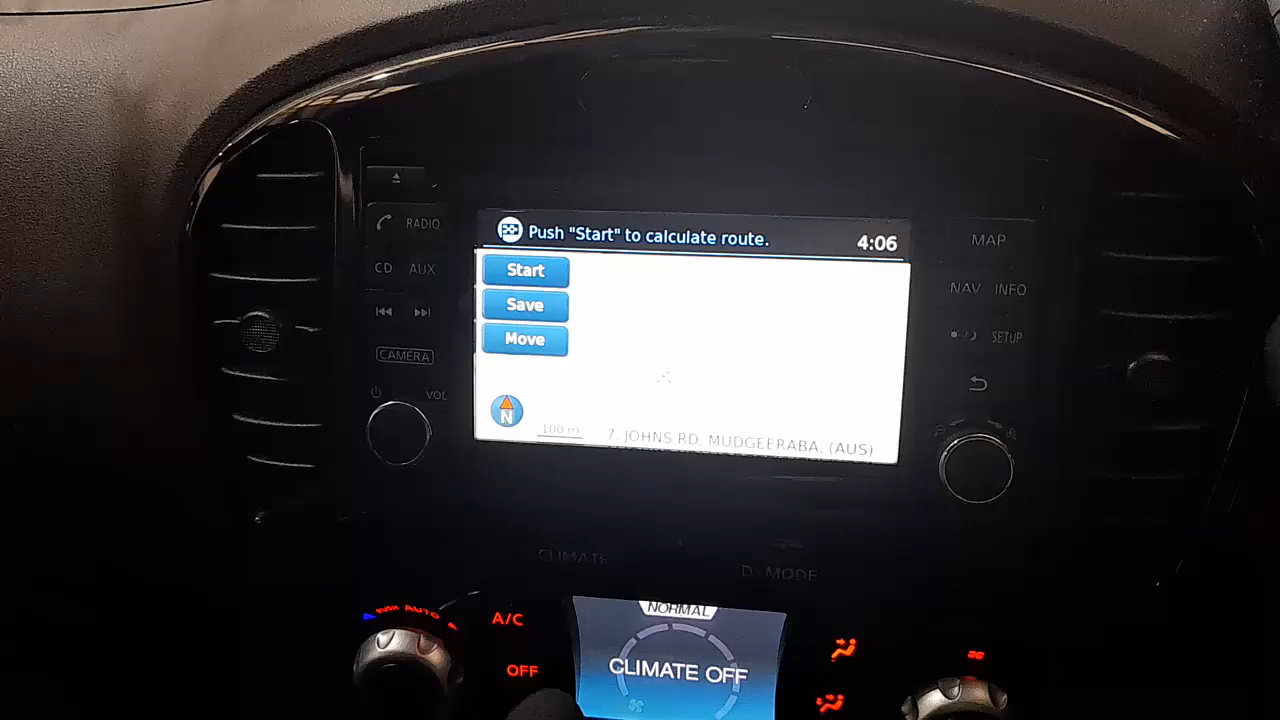 Push "Start" to calculate route.
4:06
Start
Save
Move
N
100 m
7, JOHNS RD, MUDGEERABA, (AUS)
RADIO
CD AUX
CAMERA
VOL
MAP
NAV INFO
SETUP
CLIMATE
D-MODE
AUTO
A/C
OFF
NORMAL
CLIMATE OFF